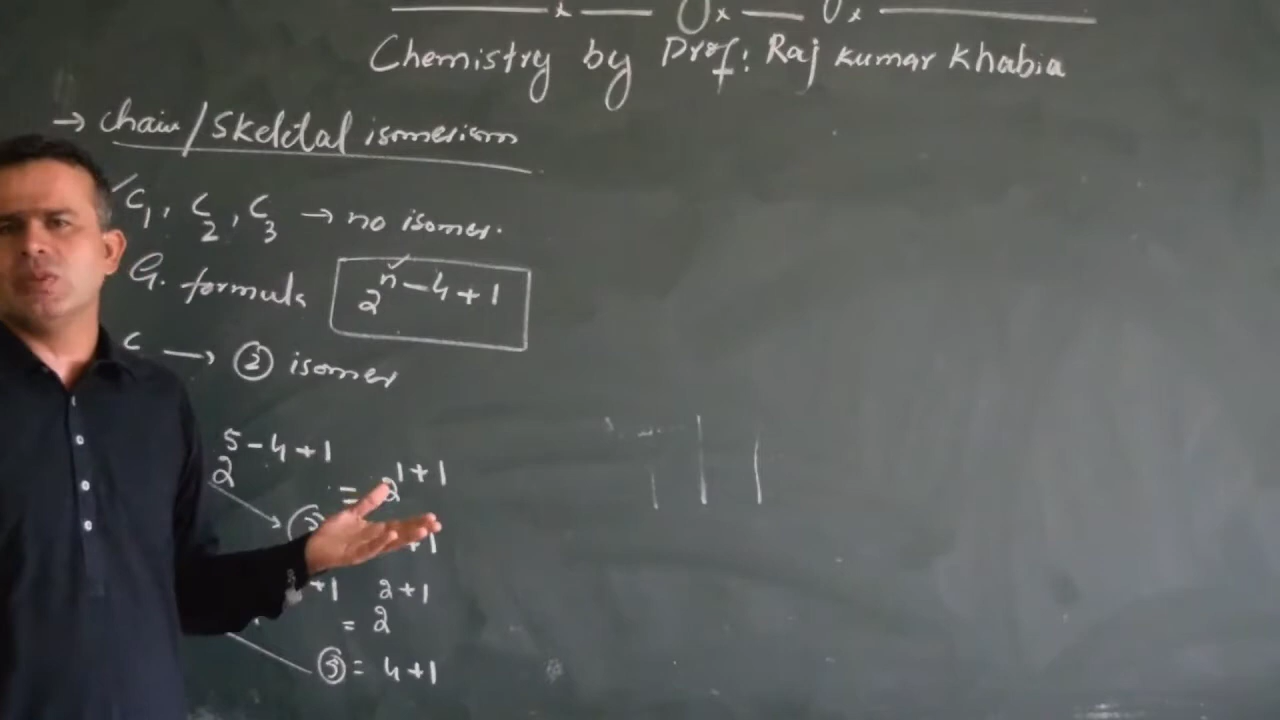 Chemistry by Prof: Raj Kumar Khabia
→ chain/Skeletal isomerism
✓C₁, C₂, C₃ → no isomer.
G. formula 2ⁿ⁻⁴+1
C → ② isomer
2⁵⁻⁴+1 = 2¹+1
+1
+1 2+1
= 2
⑤ = 4+1